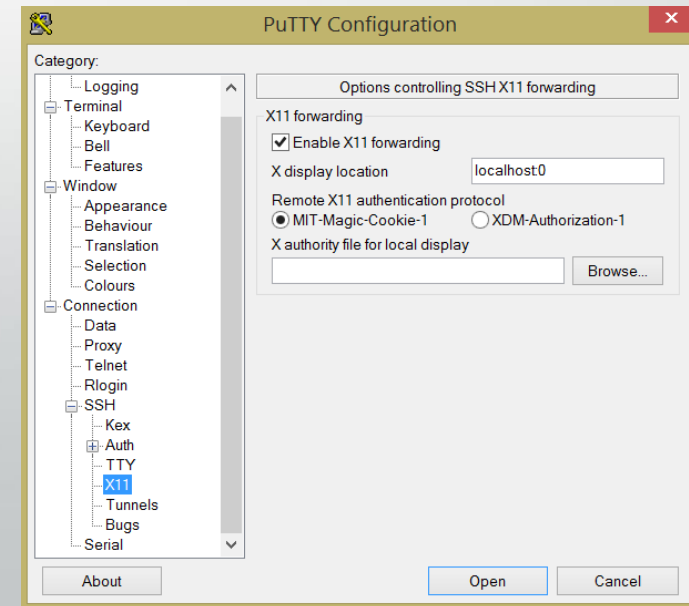 PuTTY Configuration
Category:
Logging
Terminal
Keyboard
Bell
Features
Window
Appearance
Behaviour
Translation
Selection
Colours
Connection
Data
Proxy
Telnet
Rlogin
SSH
Kex
Auth
TTY
X11
Tunnels
Bugs
Serial
Options controlling SSH X11 forwarding
X11 forwarding
Enable X11 forwarding
X display location localhost:0
Remote X11 authentication protocol
MIT-Magic-Cookie-1 XDM-Authorization-1
X authority file for local display
Browse...
About Open Cancel